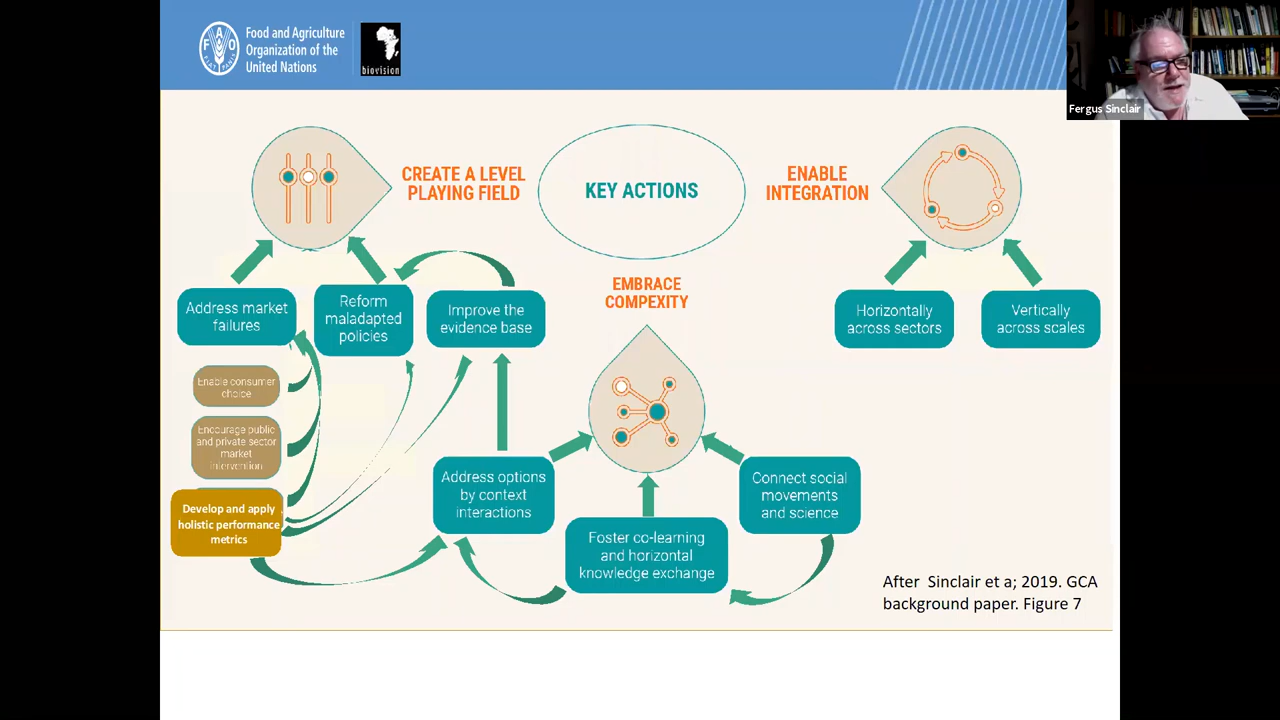 Food and Agriculture
Organization of the
United Nations
FAO
FIAT PANIS
biovision
Fergus Sinclair
CREATE A LEVEL
PLAYING FIELD
KEY ACTIONS
ENABLE
INTEGRATION
EMBRACE
COMPEXITY
Address market
failures
Reform
maladapted
policies
Improve the
evidence base
Horizontally
across sectors
Vertically
across scales
Enable consumer
choice
Encourage public
and private sector
market
intervention
Develop and apply
holistic performance
metrics
Address options
by context
interactions
Foster co-learning
and horizontal
knowledge exchange
Connect social
movements
and science
After Sinclair et a; 2019. GCA
background paper. Figure 7